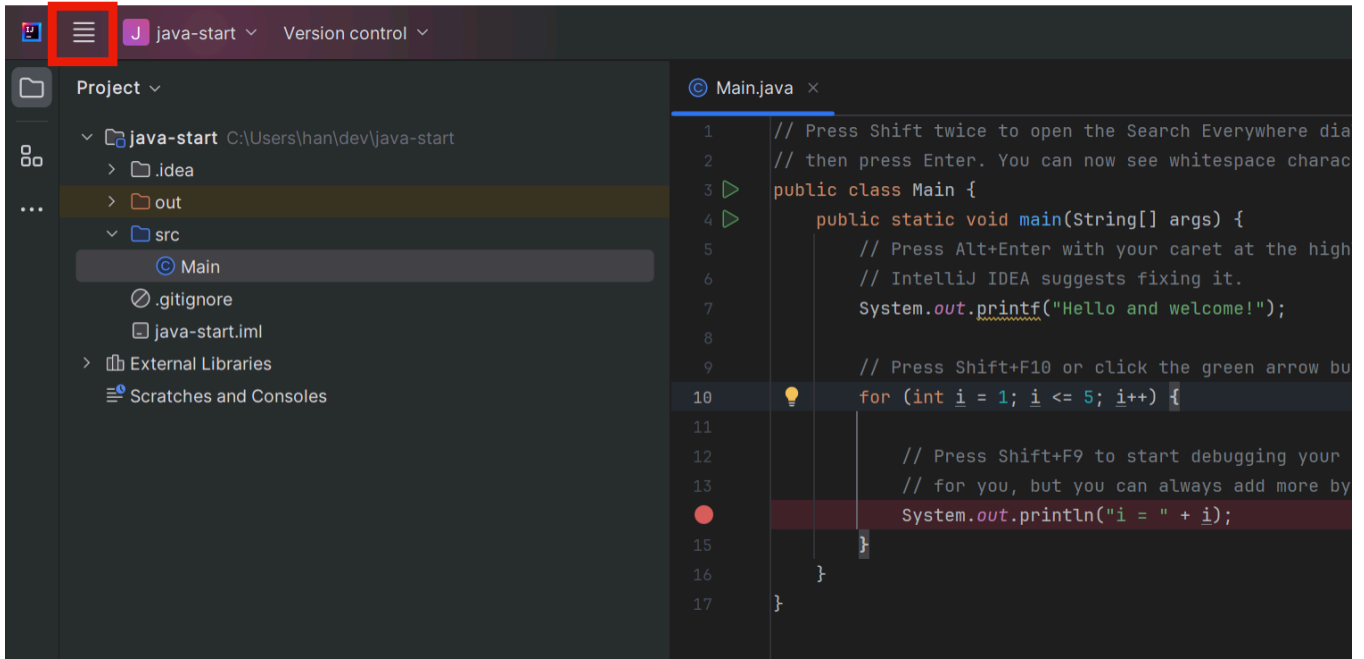 IJ
J java-start Version control
Project
java-start C:\Users\han\dev\java-start
.idea
out
src
C Main
.gitignore
java-start.iml
External Libraries
Scratches and Consoles
C Main.java ×
1 // Press Shift twice to open the Search Everywhere dia
2 // then press Enter. You can now see whitespace charac
3 public class Main {
4 public static void main(String[] args) {
5 // Press Alt+Enter with your caret at the high
6 // IntelliJ IDEA suggests fixing it.
7 System.out.printf("Hello and welcome!");
8
9 // Press Shift+F10 or click the green arrow bu
10 for (int i = 1; i <= 5; i++) {
11
12 // Press Shift+F9 to start debugging your
13 // for you, but you can always add more by
System.out.println("i = " + i);
15 }
16 }
17 }